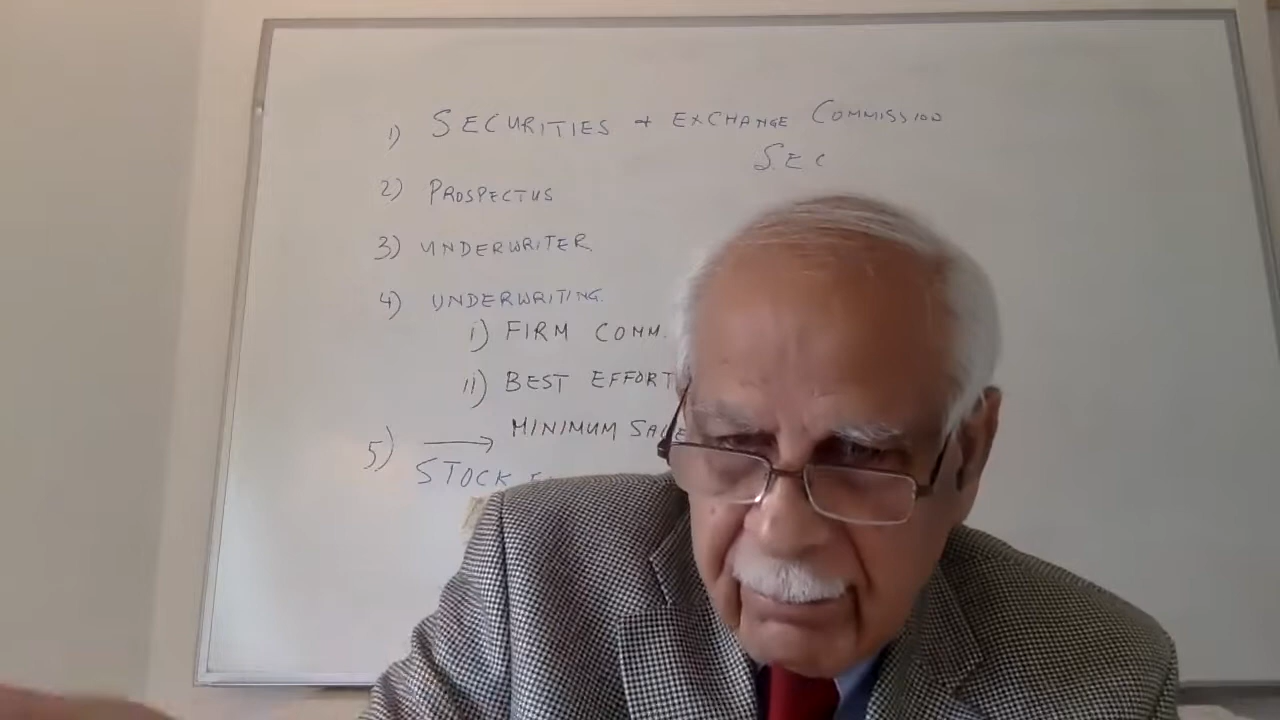 1) SECURITIES + EXCHANGE COMMISSION
SEC
2) PROSPECTUS
3) UNDERWRITER
4) UNDERWRITING.
i) FIRM COMM.
ii) BEST EFFORT
MINIMUM SALE
5) →
STOCK